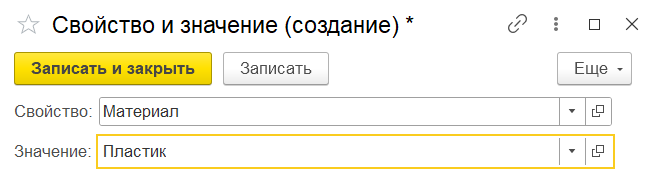 Свойство и значение (создание) *
Записать и закрыть Записать Еще
Свойство: Материал
Значение: Пластик